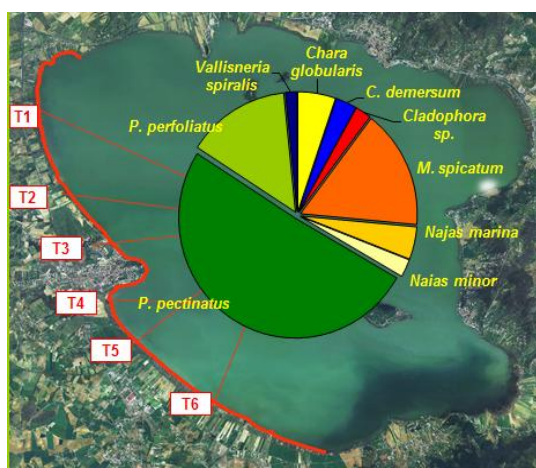 Chara
globularis
Vallisneria
spiralis
C. demersum
Cladophora
sp.
P. perfoliatus
M. spicatum
Najas marina
Naias minor
P. pectinatus
T1
T2
T3
T4
T5
T6